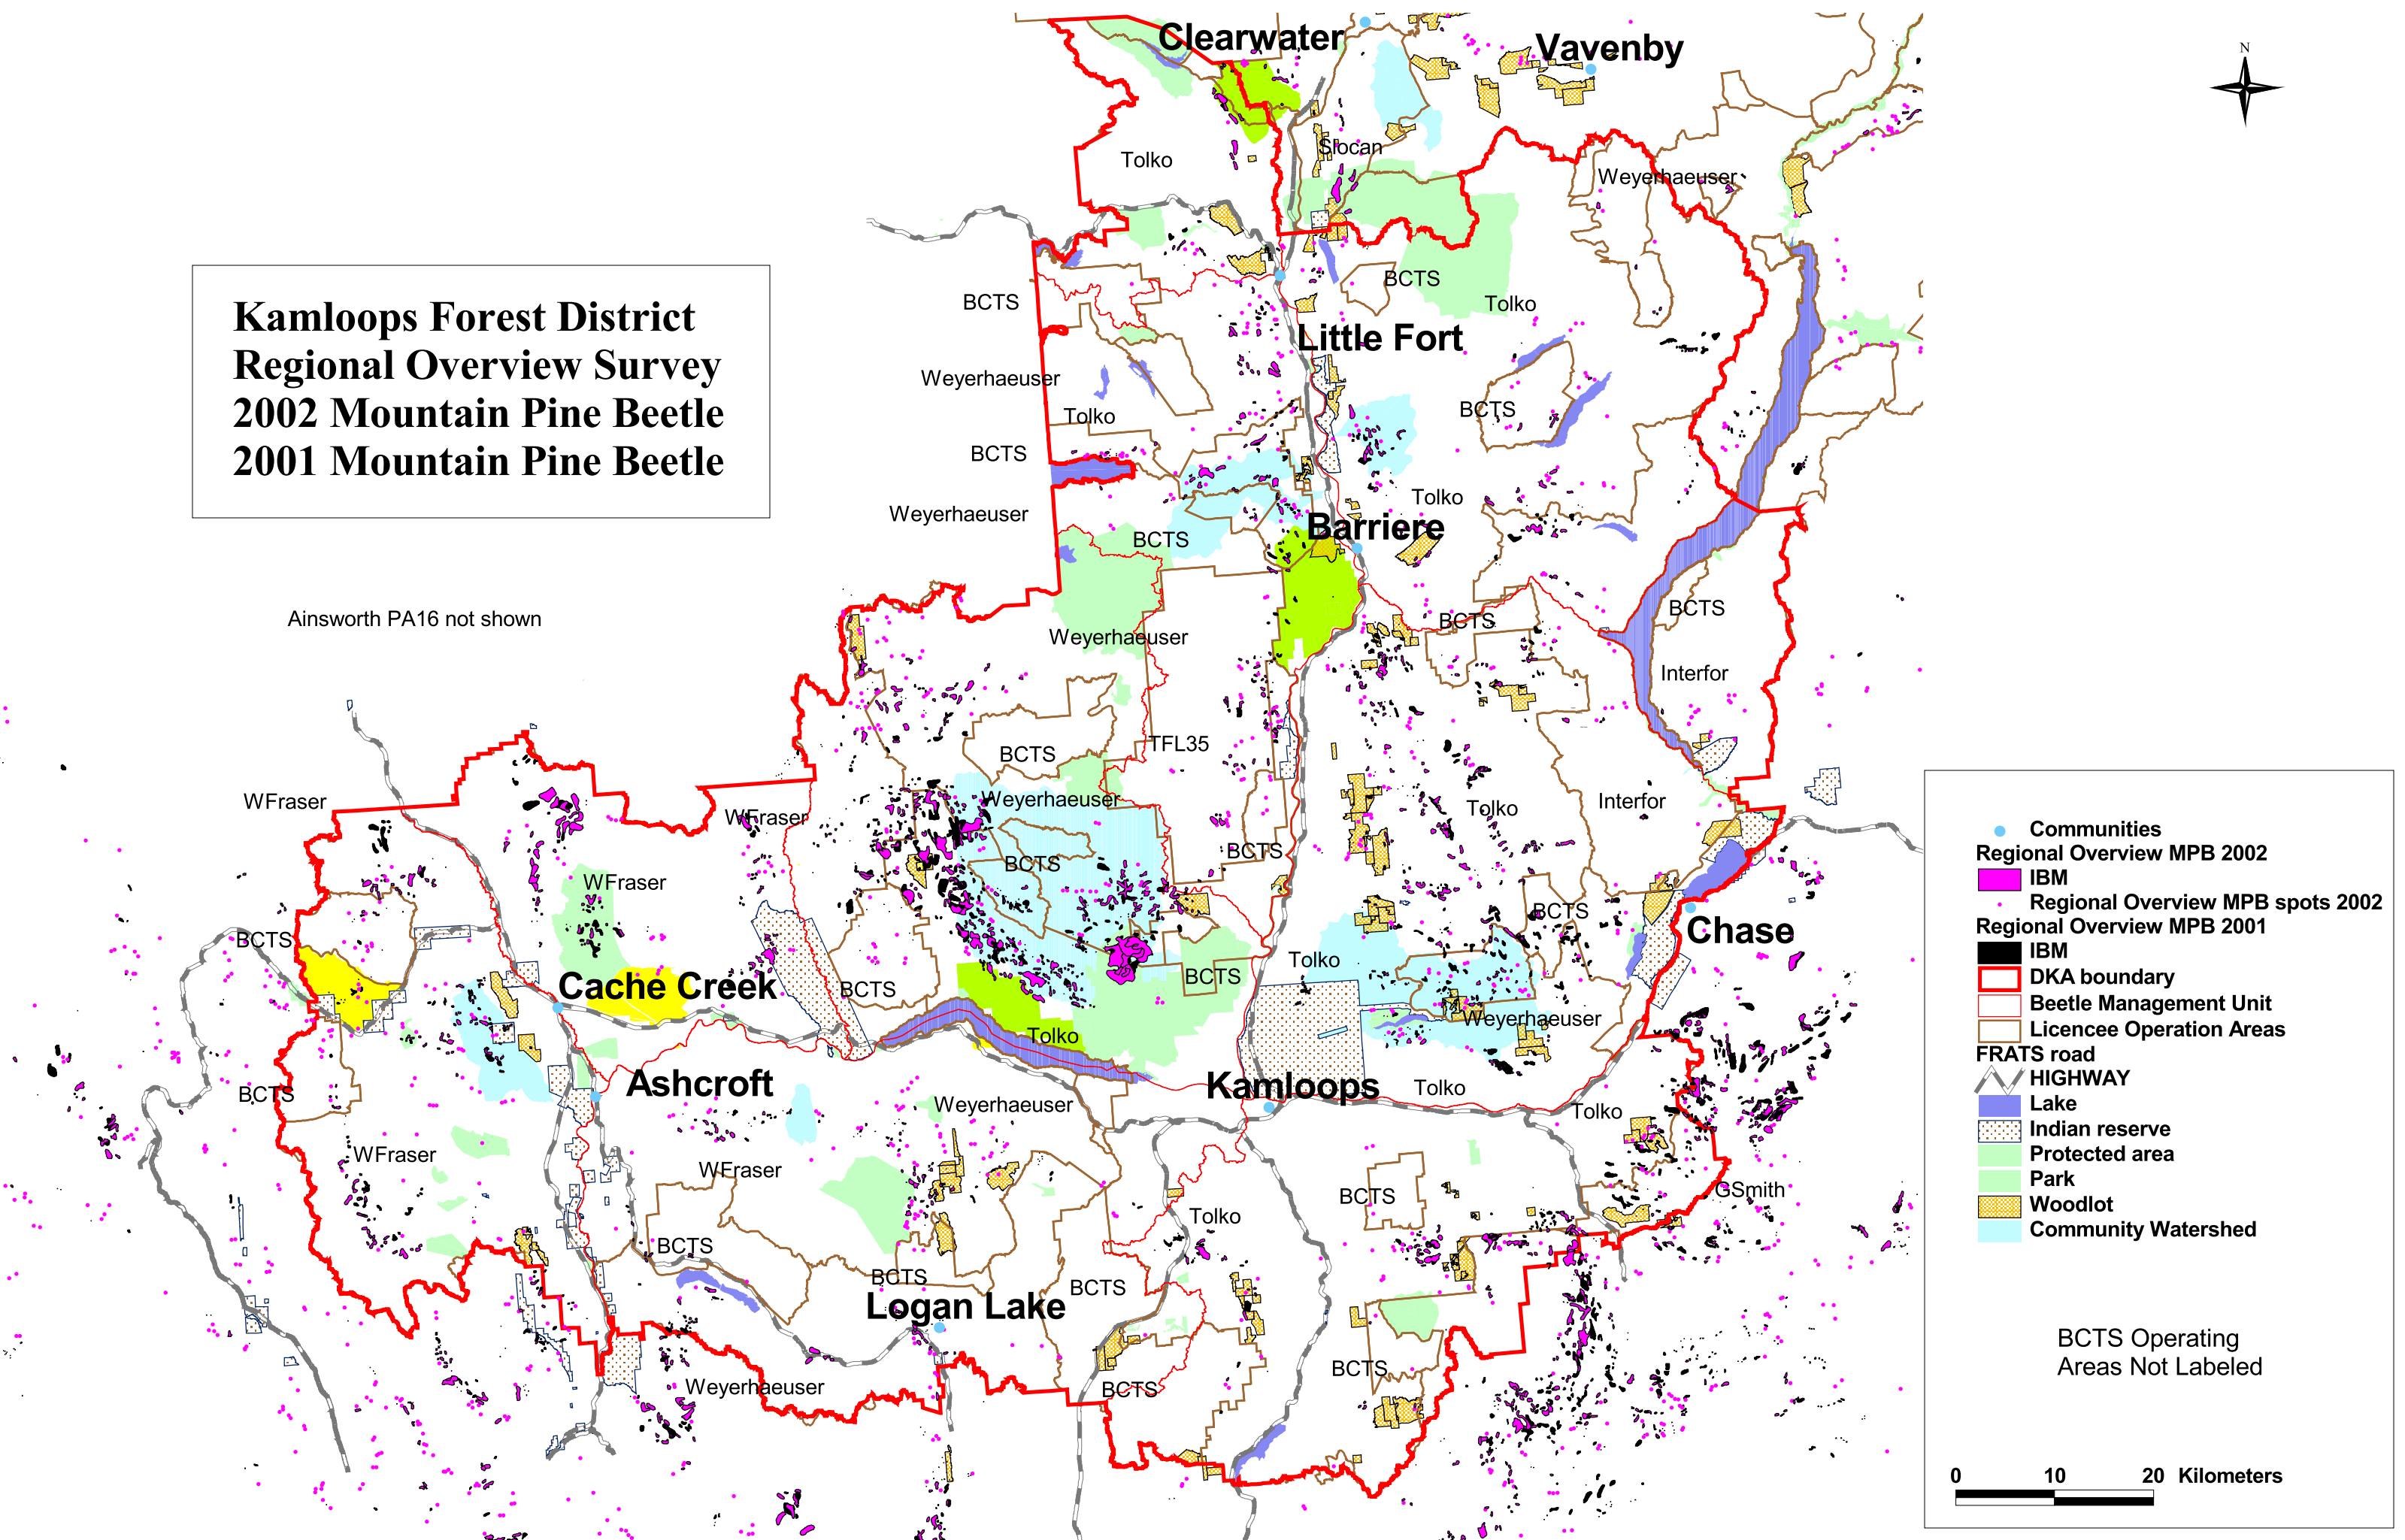 Clearwater
Vavenby
N
Slocan
Tolko
Weyerhaeuser
Kamloops Forest District
Regional Overview Survey
2002 Mountain Pine Beetle
2001 Mountain Pine Beetle
BCTS
BCTS
Tolko
Little Fort
Weyerhaeuser
Tolko
BCTS
BCTS
Tolko
Weyerhaeuser
Barriere
BCTS
Ainsworth PA16 not shown
BCTS
BCTS
Weyerhaeuser
Interfor
TFL35
BCTS
WFraser
Weyerhaeuser
Interfor
WFraser
Tolko
BCTS
BCTS
WFraser
BCTS
Chase
BCTS
Tolko
BCTS
Cache Creek
BCTS
Weyerhaeuser
Tolko
Ashcroft
Kamloops
Tolko
BCTS
Weyerhaeuser
Tolko
WFraser
WFraser
BCTS
GSmith
Tolko
BCTS
BCTS
BCTS
Logan Lake
BCTS
Weyerhaeuser
BCTS
Communities
Regional Overview MPB 2002
IBM
Regional Overview MPB spots 2002
Regional Overview MPB 2001
IBM
DKA boundary
Beetle Management Unit
Licencee Operation Areas
FRATS road
HIGHWAY
Lake
Indian reserve
Protected area
Park
Woodlot
Community Watershed
BCTS Operating
Areas Not Labeled
0 10 20 Kilometers